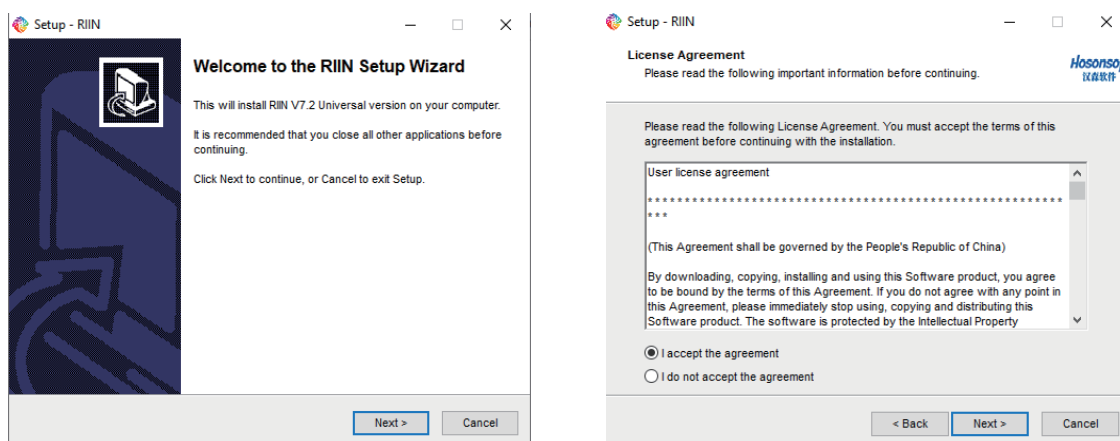 Setup - RIIN
Welcome to the RIIN Setup Wizard
This will install RIIN V7.2 Universal version on your computer.
It is recommended that you close all other applications before
continuing.
Click Next to continue, or Cancel to exit Setup.
Next >
Cancel
Setup - RIIN
License Agreement
Please read the following important information before continuing.
Hosonso
汉森软件
Please read the following License Agreement. You must accept the terms of this
agreement before continuing with the installation.
User license agreement
* * * * * * * * * * * * * * * * * * * * * * * * * * * * * * * * * * * * * * * * * * * * * * * * * * * * * * * *
* * *
(This Agreement shall be governed by the People's Republic of China)
By downloading, copying, installing and using this Software product, you agree
to be bound by the terms of this Agreement. If you do not agree with any point in
this Agreement, please immediately stop using, copying and distributing this
Software product. The software is protected by the Intellectual Property
I accept the agreement
I do not accept the agreement
< Back
Next >
Cancel